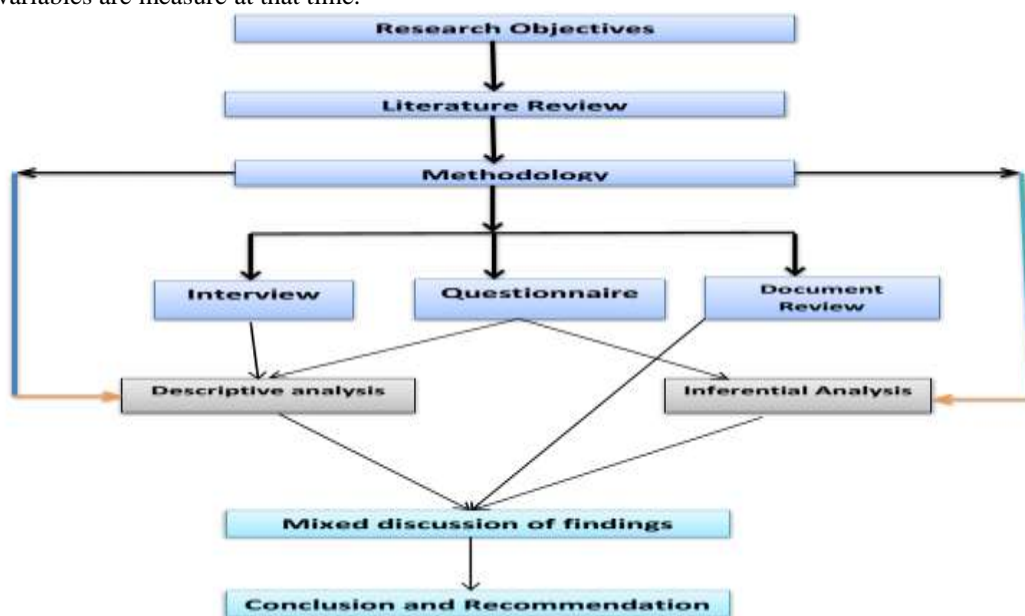 variables are measure at that time.
Research Objectives
Literature Review
Methodology
Interview
Questionnaire
Document
Review
Descriptive analysis
Inferential Analysis
Mixed discussion of findings
Conclusion and Recommendation